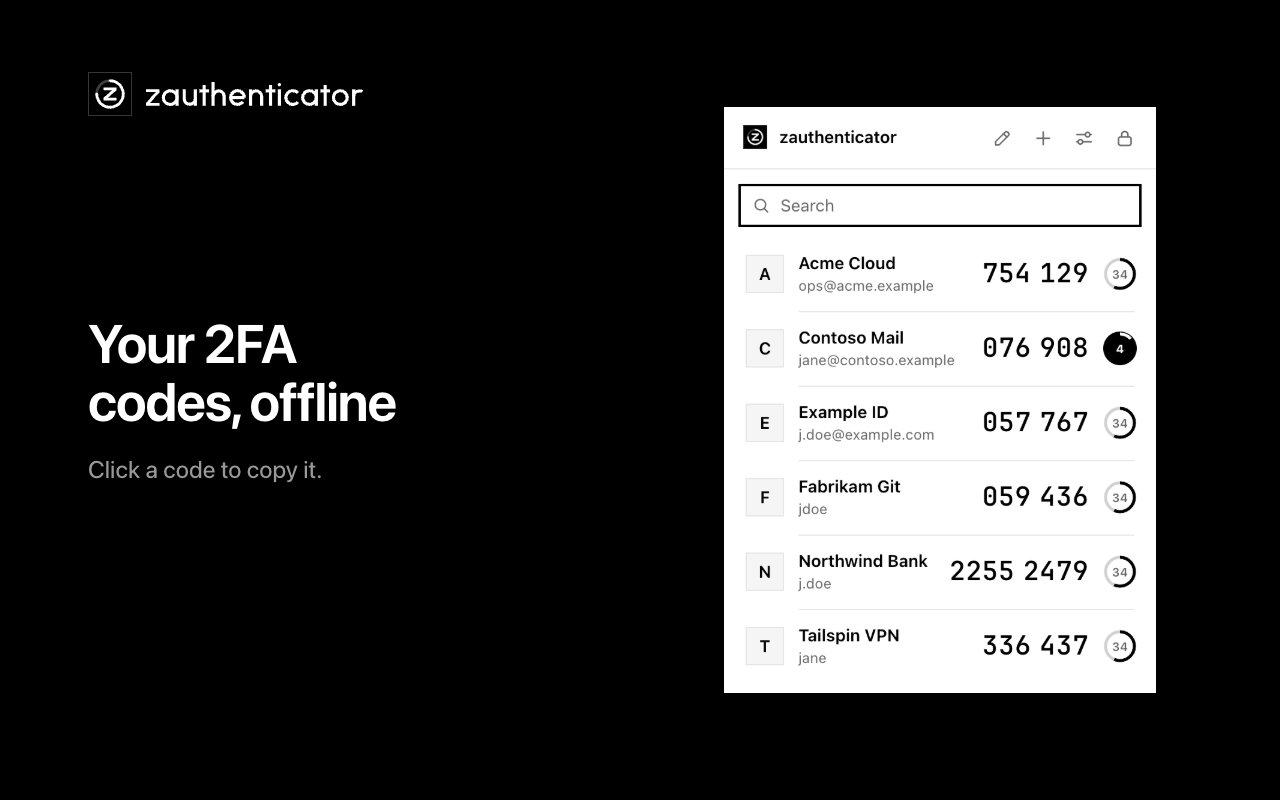 zauthenticator
Your 2FA
codes, offline
Click a code to copy it.
zauthenticator
Search
A
Acme Cloud
ops@acme.example
754 129
34
C
Contoso Mail
jane@contoso.example
076 908
4
E
Example ID
j.doe@example.com
057 767
34
F
Fabrikam Git
jdoe
059 436
34
N
Northwind Bank
j.doe
2255 2479
34
T
Tailspin VPN
jane
336 437
34